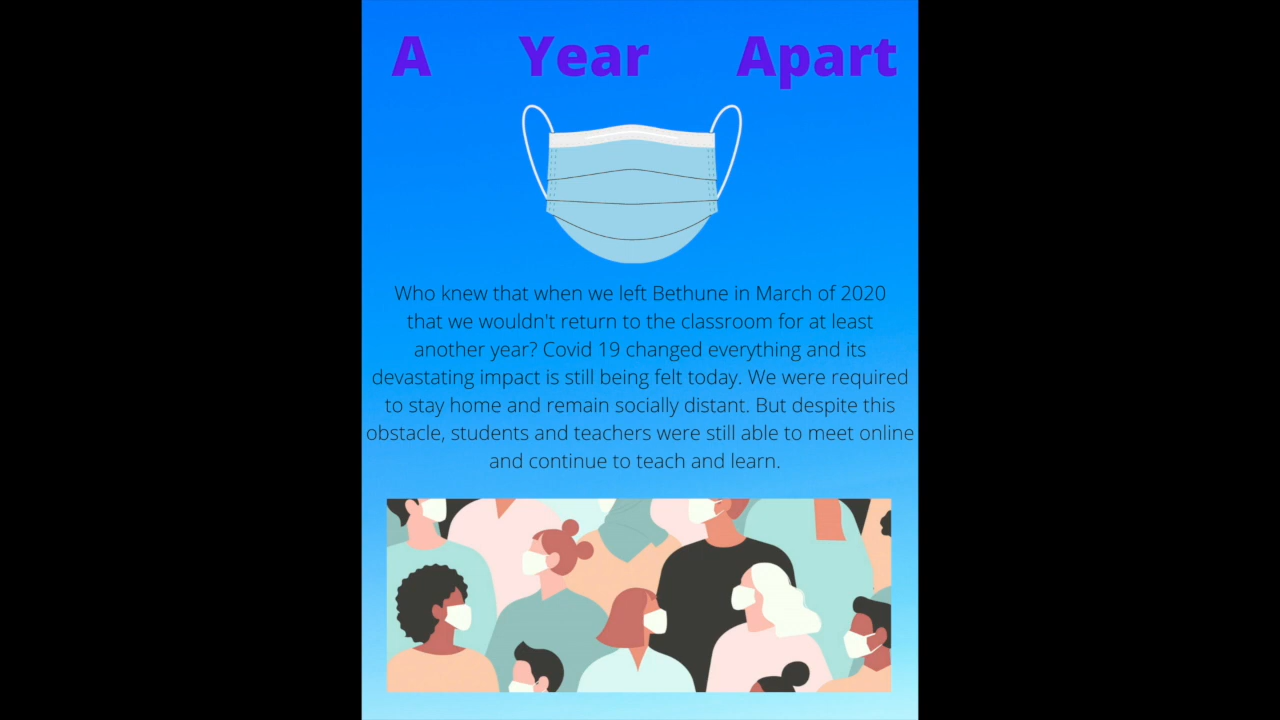 A Year Apart
Who knew that when we left Bethune in March of 2020
that we wouldn't return to the classroom for at least
another year? Covid 19 changed everything and its
devastating impact is still being felt today. We were required
to stay home and remain socially distant. But despite this
obstacle, students and teachers were still able to meet online
and continue to teach and learn.